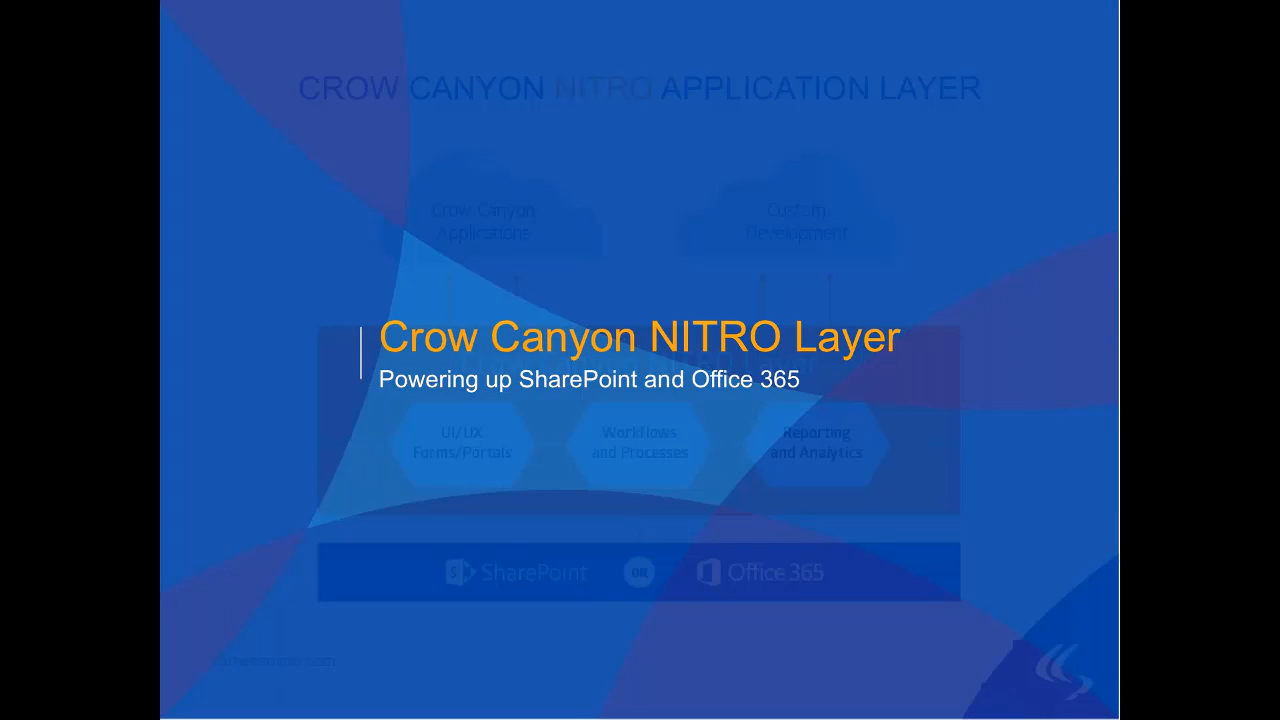 CROW CANYON NITRO APPLICATION LAYER
Crow Canyon
Applications
Custom
Development
Crow Canyon NITRO Layer
Powering up SharePoint and Office 365
UI/UX
Forms/Portals
Workflows
and Processes
Reporting
and Analytics
SharePoint
OR
Office 365